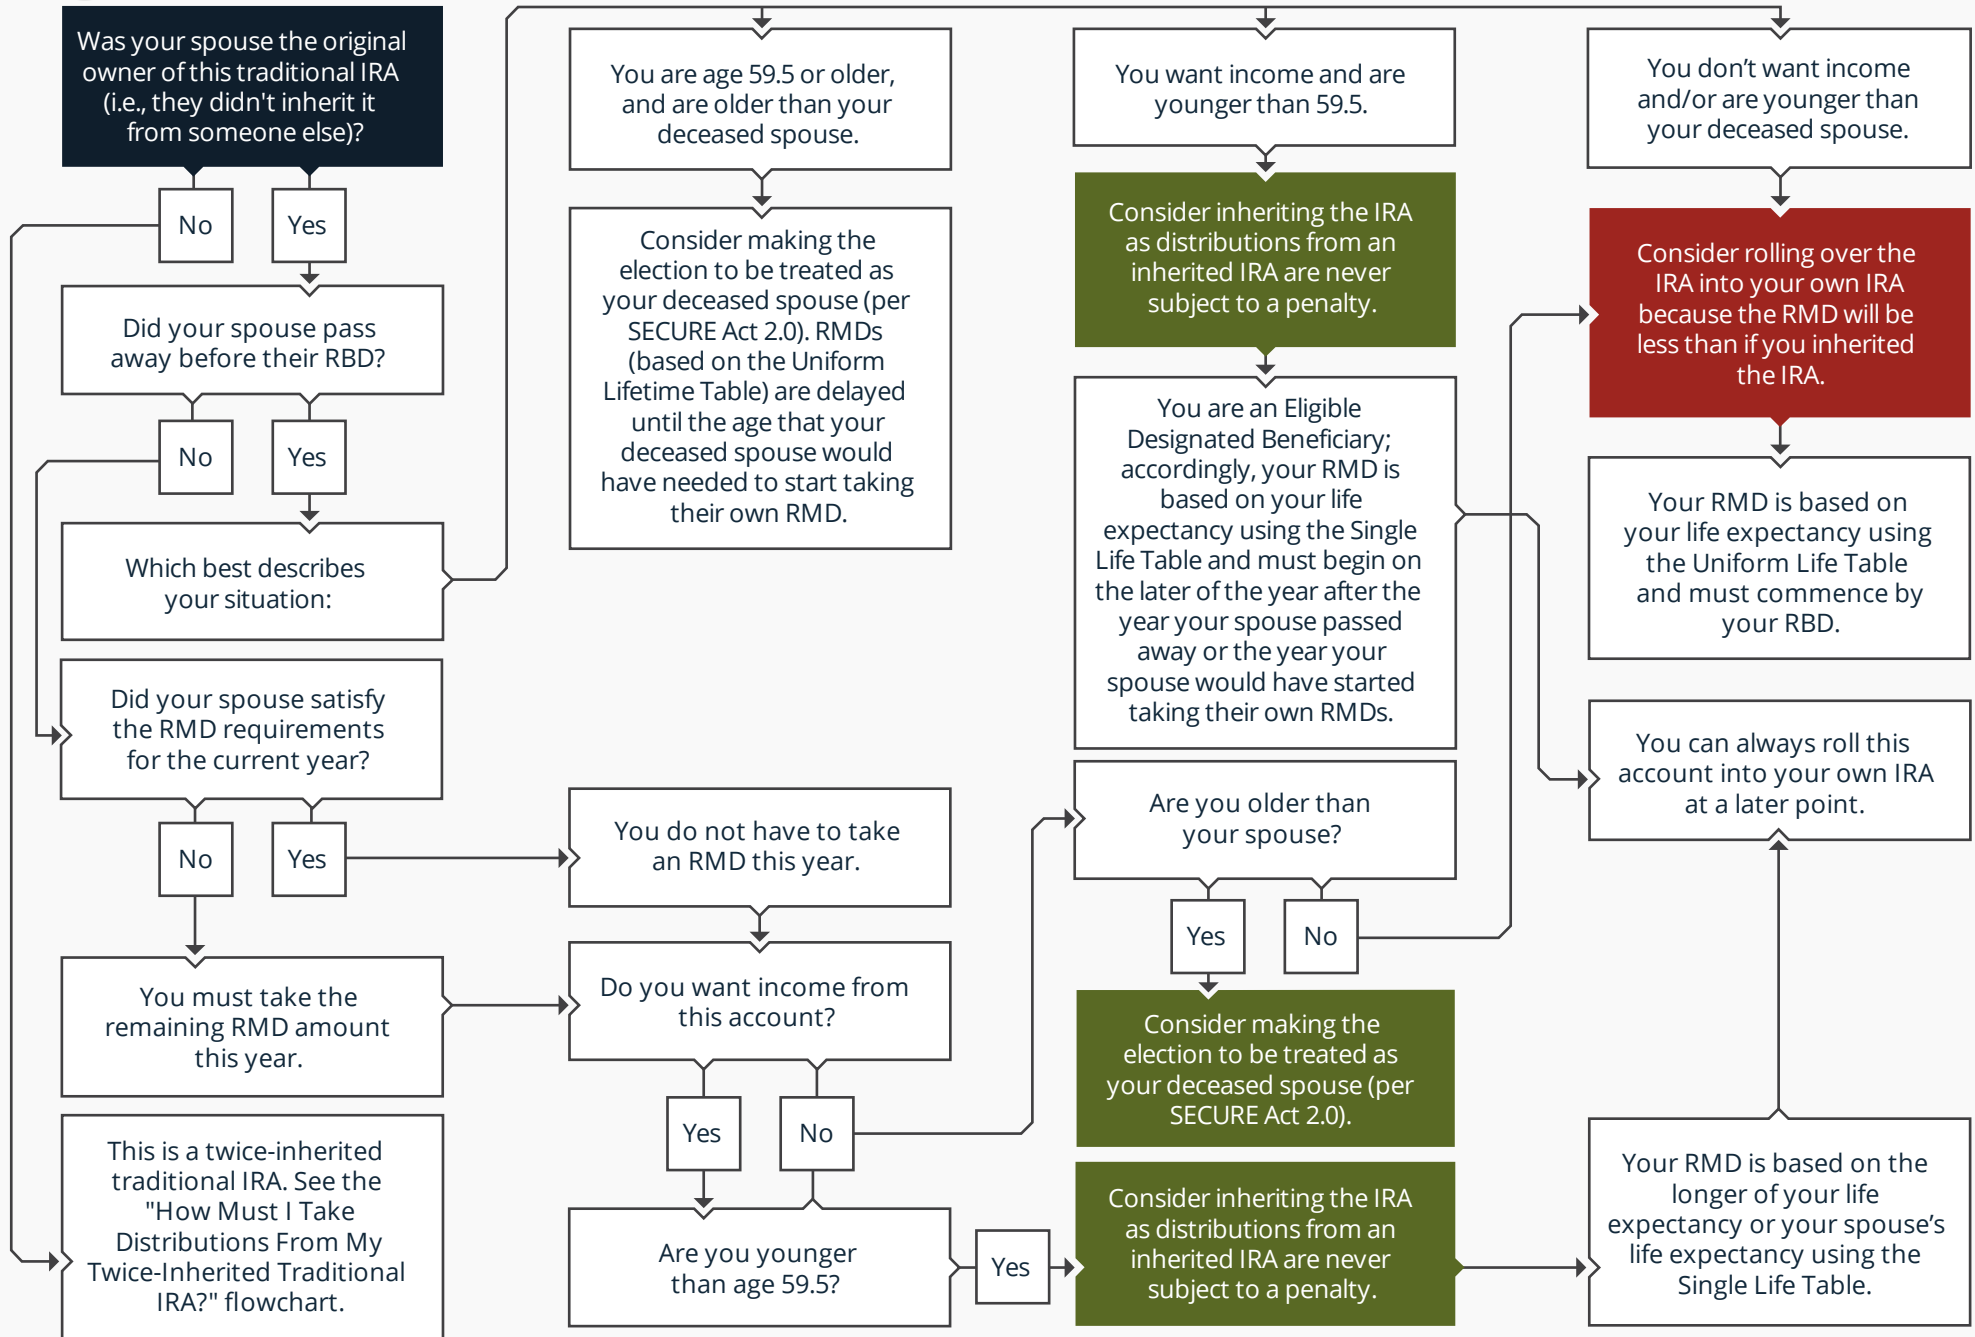 Was your spouse the original
owner of this traditional IRA
(i.e., they didn't inherit it
from someone else)?
No
Yes
Did your spouse pass
away before their RBD?
No
Yes
Which best describes
your situation:
Did your spouse satisfy
the RMD requirements
for the current year?
No
Yes
You must take the
remaining RMD amount
this year.
This is a twice-inherited
traditional IRA. See the
"How Must I Take
Distributions From My
Twice-Inherited Traditional
IRA?" flowchart.
You are age 59.5 or older,
and are older than your
deceased spouse.
Consider making the
election to be treated as
your deceased spouse (per
SECURE Act 2.0). RMDs
(based on the Uniform
Lifetime Table) are delayed
until the age that your
deceased spouse would
have needed to start taking
their own RMD.
You do not have to take
an RMD this year.
Do you want income from
this account?
Yes
No
Are you younger
than age 59.5?
Yes
You want income and are
younger than 59.5.
Consider inheriting the IRA
as distributions from an
inherited IRA are never
subject to a penalty.
You are an Eligible
Designated Beneficiary;
accordingly, your RMD is
based on your life
expectancy using the Single
Life Table and must begin on
the later of the year after the
year your spouse passed
away or the year your
spouse would have started
taking their own RMDs.
Are you older than
your spouse?
Yes
No
Consider making the
election to be treated as
your deceased spouse (per
SECURE Act 2.0).
Consider inheriting the IRA
as distributions from an
inherited IRA are never
subject to a penalty.
You don’t want income
and/or are younger than
your deceased spouse.
Consider rolling over the
IRA into your own IRA
because the RMD will be
less than if you inherited
the IRA.
Your RMD is based on
your life expectancy using
the Uniform Life Table
and must commence by
your RBD.
You can always roll this
account into your own IRA
at a later point.
Your RMD is based on the
longer of your life
expectancy or your spouse’s
life expectancy using the
Single Life Table.